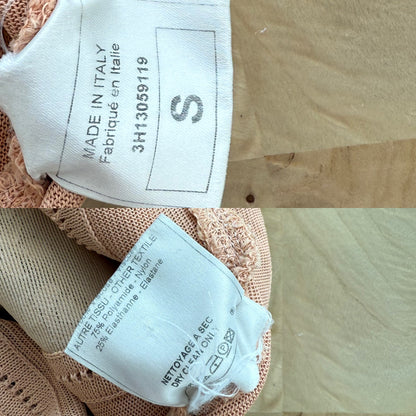 MADE IN ITALY
Fabriqué en Italie
3H13059119
S
AUTRE TISSU - OTHER TEXTILE
75% Polyamide - Nylon
25% Elasthanne - Elastane
NETTOYAGE A SEC
DRY CLEAN ONLY